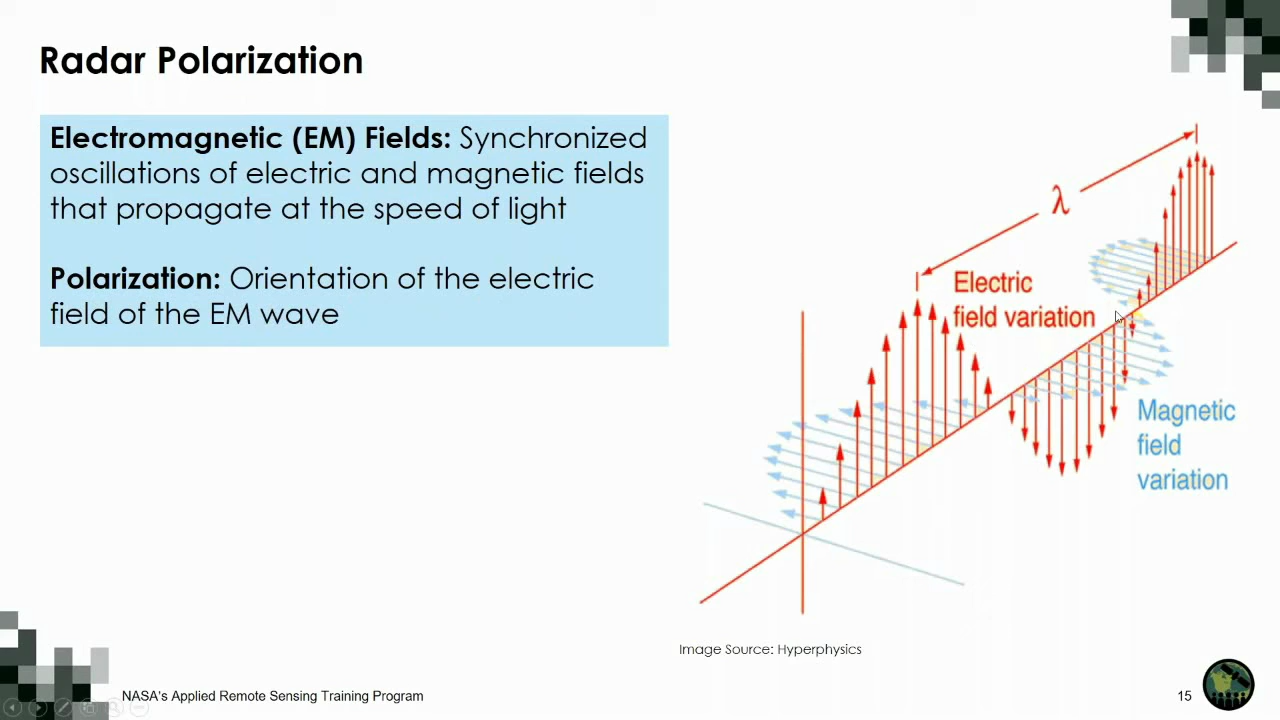 Radar Polarization
Electromagnetic (EM) Fields: Synchronized
oscillations of electric and magnetic fields
that propagate at the speed of light
Polarization: Orientation of the electric
field of the EM wave
λ
Electric
field variation
Magnetic
field
variation
Image Source: Hyperphysics
NASA's Applied Remote Sensing Training Program
15